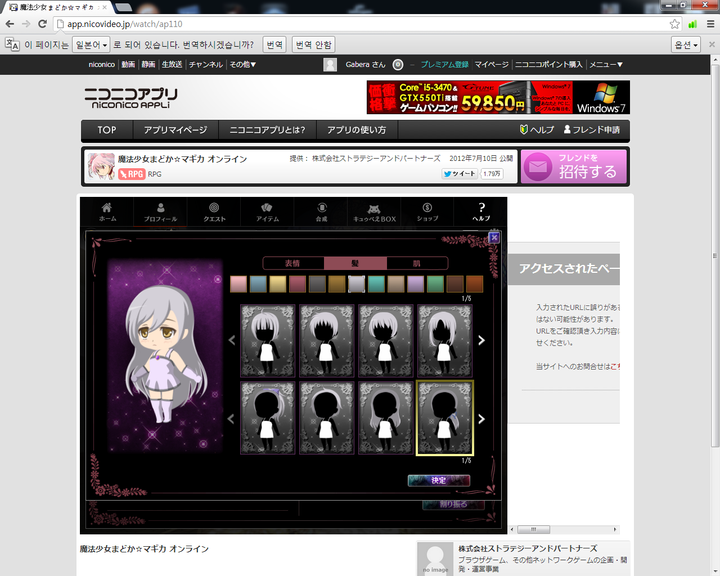 魔法少女まどか☆マギカ
app.nicovideo.jp/watch/ap110
이 페이지는 일본어 로 되어 있습니다. 번역하시겠습니까? 번역 번역 안함 옵션
niconico 動画 静画 生放送 チャンネル その他▼ Gabera さん プレミアム登録 マイページ ニコニコポイント購入 メニュー▼
ニコニコアプリ
niconico APPLI
Core i5-3470&
GTX550Ti搭載
ゲームパソコン!!
59,850円
Windows 7
TOP アプリマイページ ニコニコアプリとは? アプリの使い方 ヘルプ フレンド申請
魔法少女まどか☆マギカ オンライン 提供: 株式会社ストラテジーアンドパートナーズ 2012年7月10日 公開
RPG RPG ツイート 1.79万
フレンドを
招待する
ホーム プロフィール クエスト アイテム 合成 キュゥべえBOX ショップ ? ヘルプ
表情 髪 肌
1/5
1/5
決定
割り振る
アクセスされたペー
入力されたURLに誤りがある
はない可能性があります。
URLをご確認頂き入力内容に
せください。
当サイトへのお問合せはこち
魔法少女まどか☆マギカ オンライン
no image
株式会社ストラテジーアンドパートナーズ
ブラウザゲーム、その他ネットワークゲームの企画・開
発・運営事業